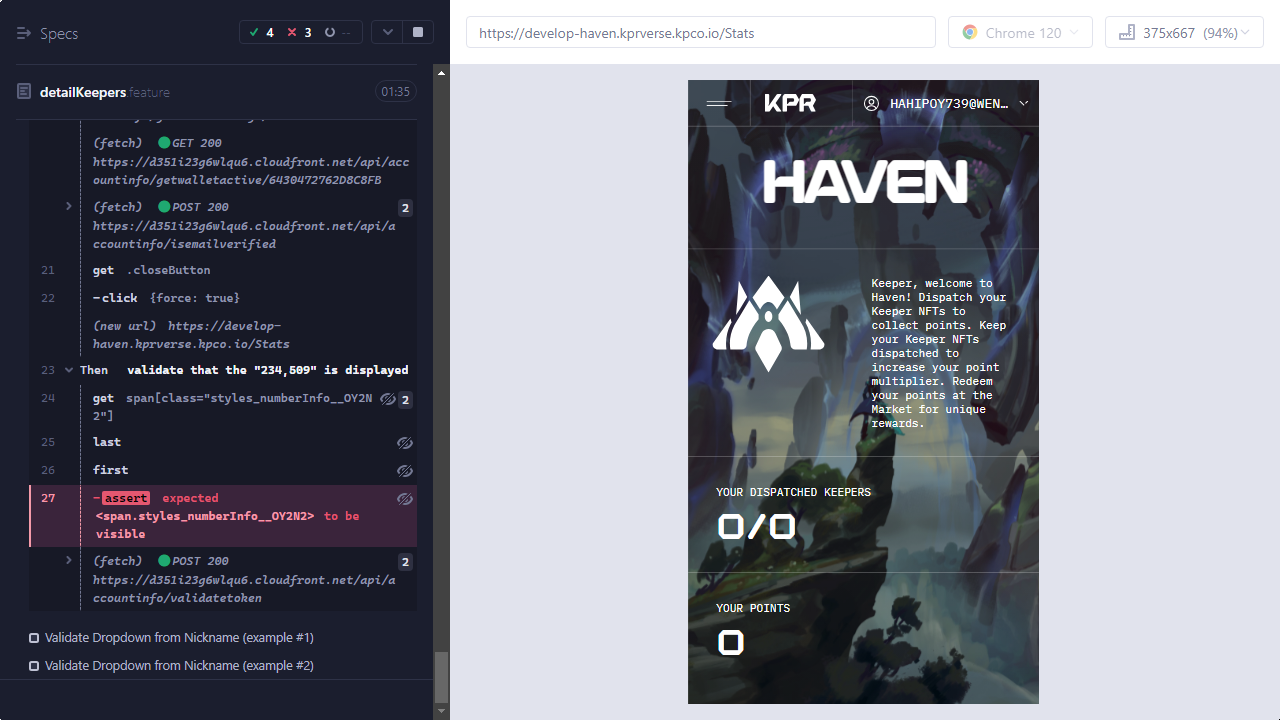 Specs
4
3
--
detailKeepers.feature
01:35
(fetch) GET 200
https://d351i23g6wlqu6.cloudfront.net/api/acc
ountinfo/getwalletactive/6430472762D8C8FB
(fetch) POST 200
2
https://d351i23g6wlqu6.cloudfront.net/api/a
ccountinfo/isemailverified
21 get .closeButton
22 -click {force: true}
(new url) https://develop-
haven.kprverse.kpco.io/Stats
23 Then validate that the "234,509" is displayed
24 get span[class="styles_numberInfo__OY2N
2"]
2
25 last
26 first
27 -assert expected
<span.styles_numberInfo__OY2N2> to be
visible
(fetch) POST 200
2
https://d351i23g6wlqu6.cloudfront.net/api/a
ccountinfo/validatetoken
Validate Dropdown from Nickname (example #1)
Validate Dropdown from Nickname (example #2)
https://develop-haven.kprverse.kpco.io/Stats
Chrome 120
375x667 (94%)
KPR
HAHIPOY739@WEN…
HAVEN
Keeper, welcome to
Haven! Dispatch your
Keeper NFTs to
collect points. Keep
your Keeper NFTs
dispatched to
increase your point
multiplier. Redeem
your points at the
Market for unique
rewards.
YOUR DISPATCHED KEEPERS
0/0
YOUR POINTS
0